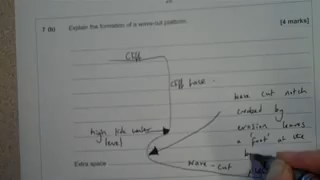 7 (b) Explain the formation of a wave-cut platform.
[4 marks]
Cliff
Cliff face.
wave cut notch
created by
erosion leaves
a 'foot' at the
high tide water
level
Extra space
wave-cut